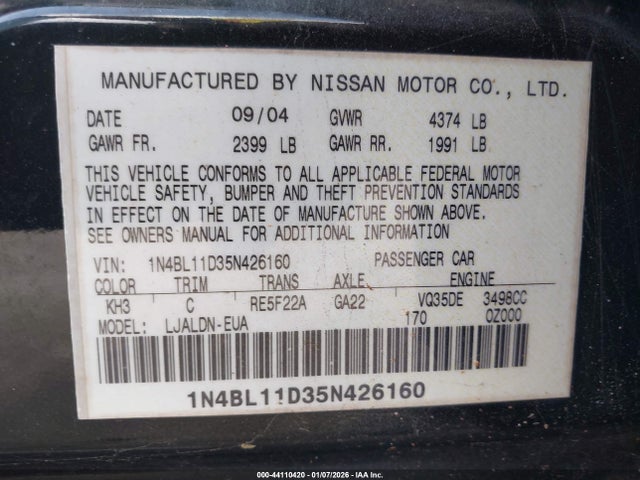 MANUFACTURED BY NISSAN MOTOR CO., LTD.
DATE 09/04 GVWR 4374 LB
GAWR FR. 2399 LB GAWR RR. 1991 LB
THIS VEHICLE CONFORMS TO ALL APPLICABLE FEDERAL MOTOR
VEHICLE SAFETY, BUMPER AND THEFT PREVENTION STANDARDS
IN EFFECT ON THE DATE OF MANUFACTURE SHOWN ABOVE.
SEE OWNERS MANUAL FOR ADDITIONAL INFORMATION
VIN: 1N4BL11D35N426160 PASSENGER CAR
COLOR TRIM TRANS AXLE ENGINE
KH3 C RE5F22A GA22 VQ35DE 3498CC
MODEL: LJALDN-EUA 170 0Z000
1N4BL11D35N426160
000-44110420 | 01/07/2026 - IAA Inc.